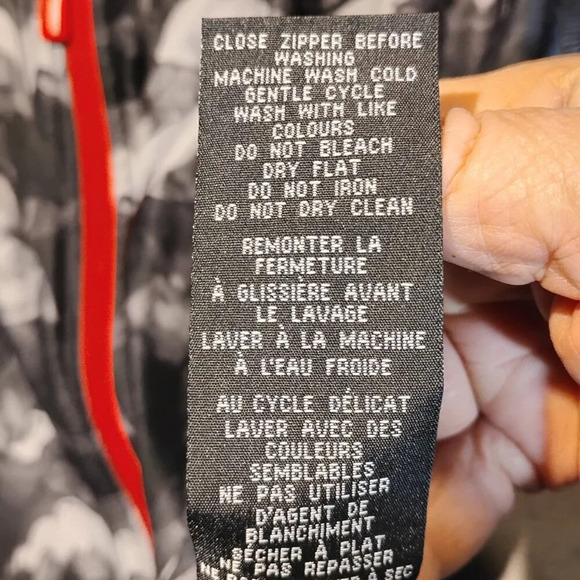 CLOSE ZIPPER BEFORE
WASHING
MACHINE WASH COLD
GENTLE CYCLE
WASH WITH LIKE
COLOURS
DO NOT BLEACH
DRY FLAT
DO NOT IRON
DO NOT DRY CLEAN
REMONTER LA
FERMETURE
À GLISSIÈRE AVANT
LE LAVAGE
LAVER À LA MACHINE
À L'EAU FROIDE
AU CYCLE DÉLICAT
LAVER AVEC DES
COULEURS
SEMBLABLES
NE PAS UTILISER
D'AGENT DE
BLANCHIMENT
SÉCHER À PLAT
NE PAS REPASSER
NE À SEC